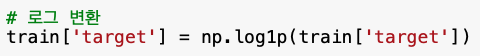 # 로그 변환
train['target'] = np.log1p(train['target'])